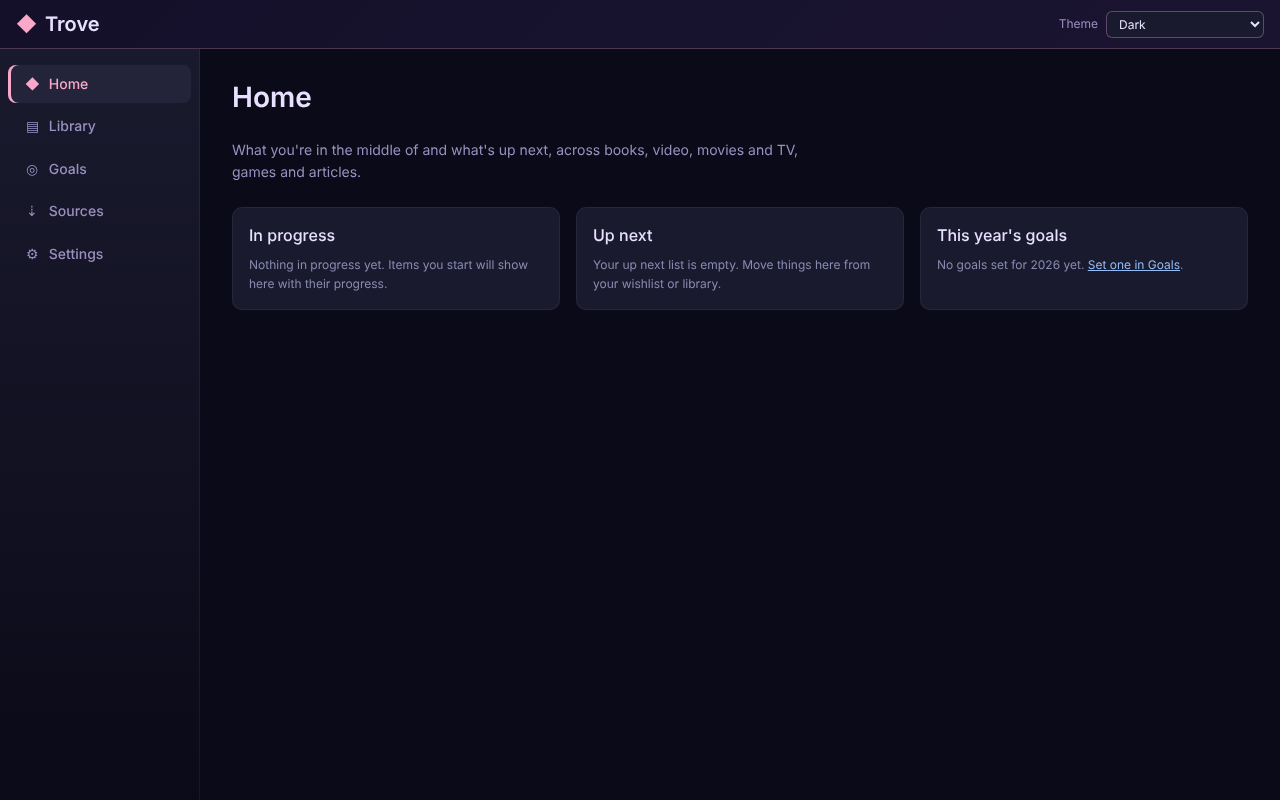 Trove
Theme
Dark
Home
Library
Goals
Sources
Settings
Home
What you're in the middle of and what's up next, across books, video, movies and TV,
games and articles.
In progress
Nothing in progress yet. Items you start will show
here with their progress.
Up next
Your up next list is empty. Move things here from
your wishlist or library.
This year's goals
No goals set for 2026 yet. Set one in Goals.